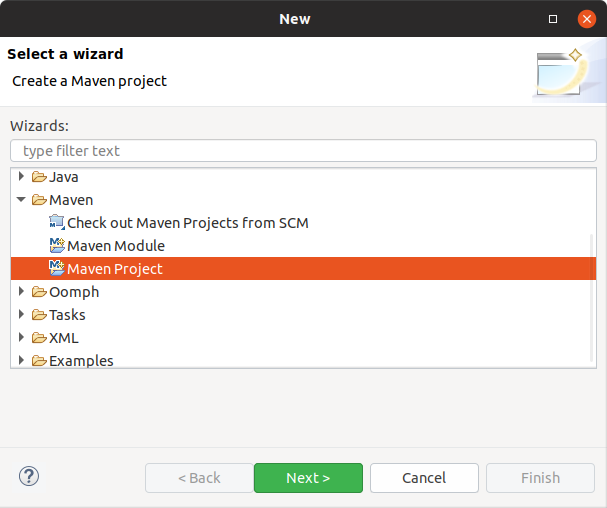 New
Select a wizard
Create a Maven project
Wizards:
type filter text
Java
Maven
Check out Maven Projects from SCM
Maven Module
Maven Project
Oomph
Tasks
XML
Examples
< Back
Next >
Cancel
Finish